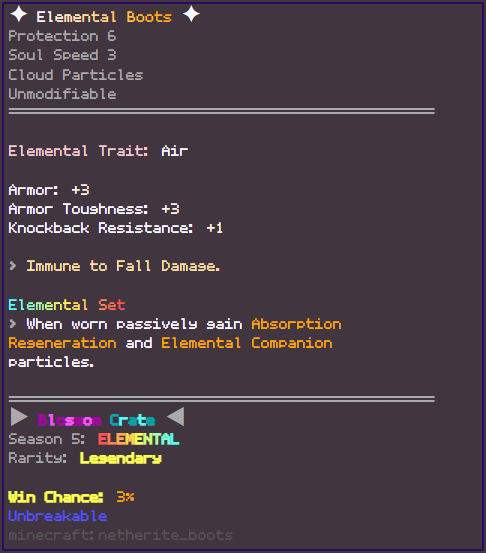 ✦ Elemental Boots ✦
Protection 6
Soul Speed 3
Cloud Particles
Unmodifiable
Elemental Trait: Air
Armor: +3
Armor Toughness: +3
Knockback Resistance: +1
> Immune to Fall Damage.
Elemental Set
> When worn passively gain Absorption
Regeneration and Elemental Companion
particles.
▶ Blossom Crate ◀
Season 5: ELEMENTAL
Rarity: Legendary
Win Chance: 3%
Unbreakable
minecraft:netherite_boots